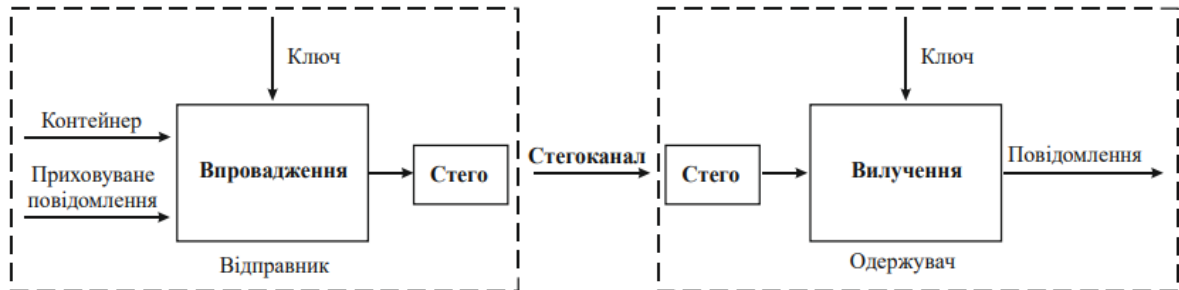 Ключ
Контейнер
Впровадження
Приховуване
повідомлення
Стего
Відправник
Стегоканал
Ключ
Стего
Вилучення
Повідомлення
Одержувач